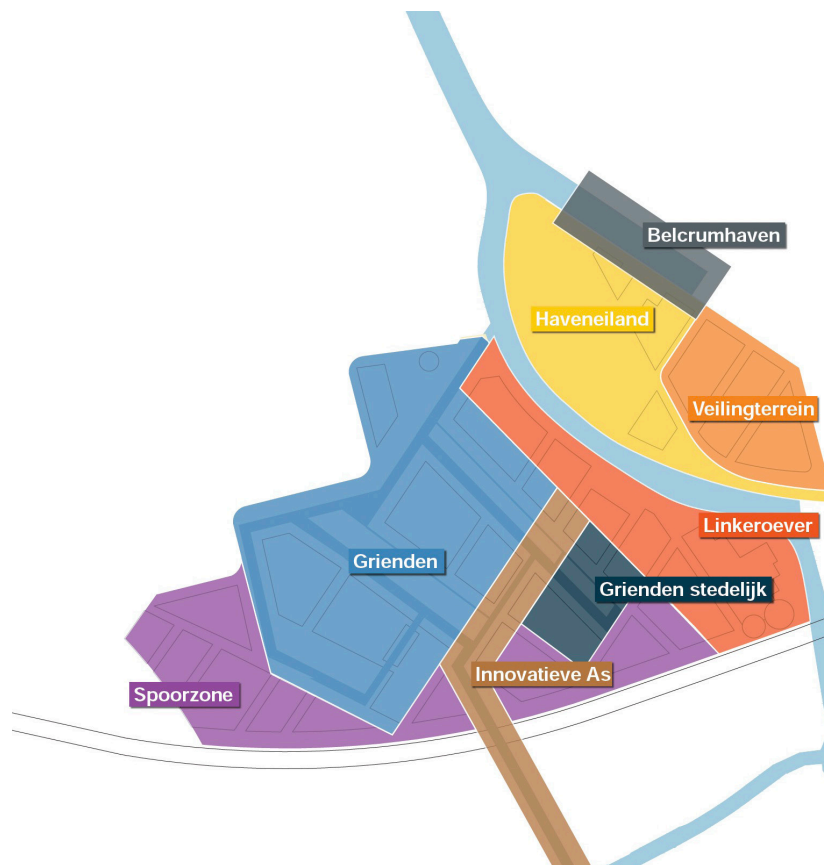 Belcrumhaven
Haveneiland
Veilingterrein
Linkeroever
Grienden
Grienden stedelijk
Innovatieve As
Spoorzone